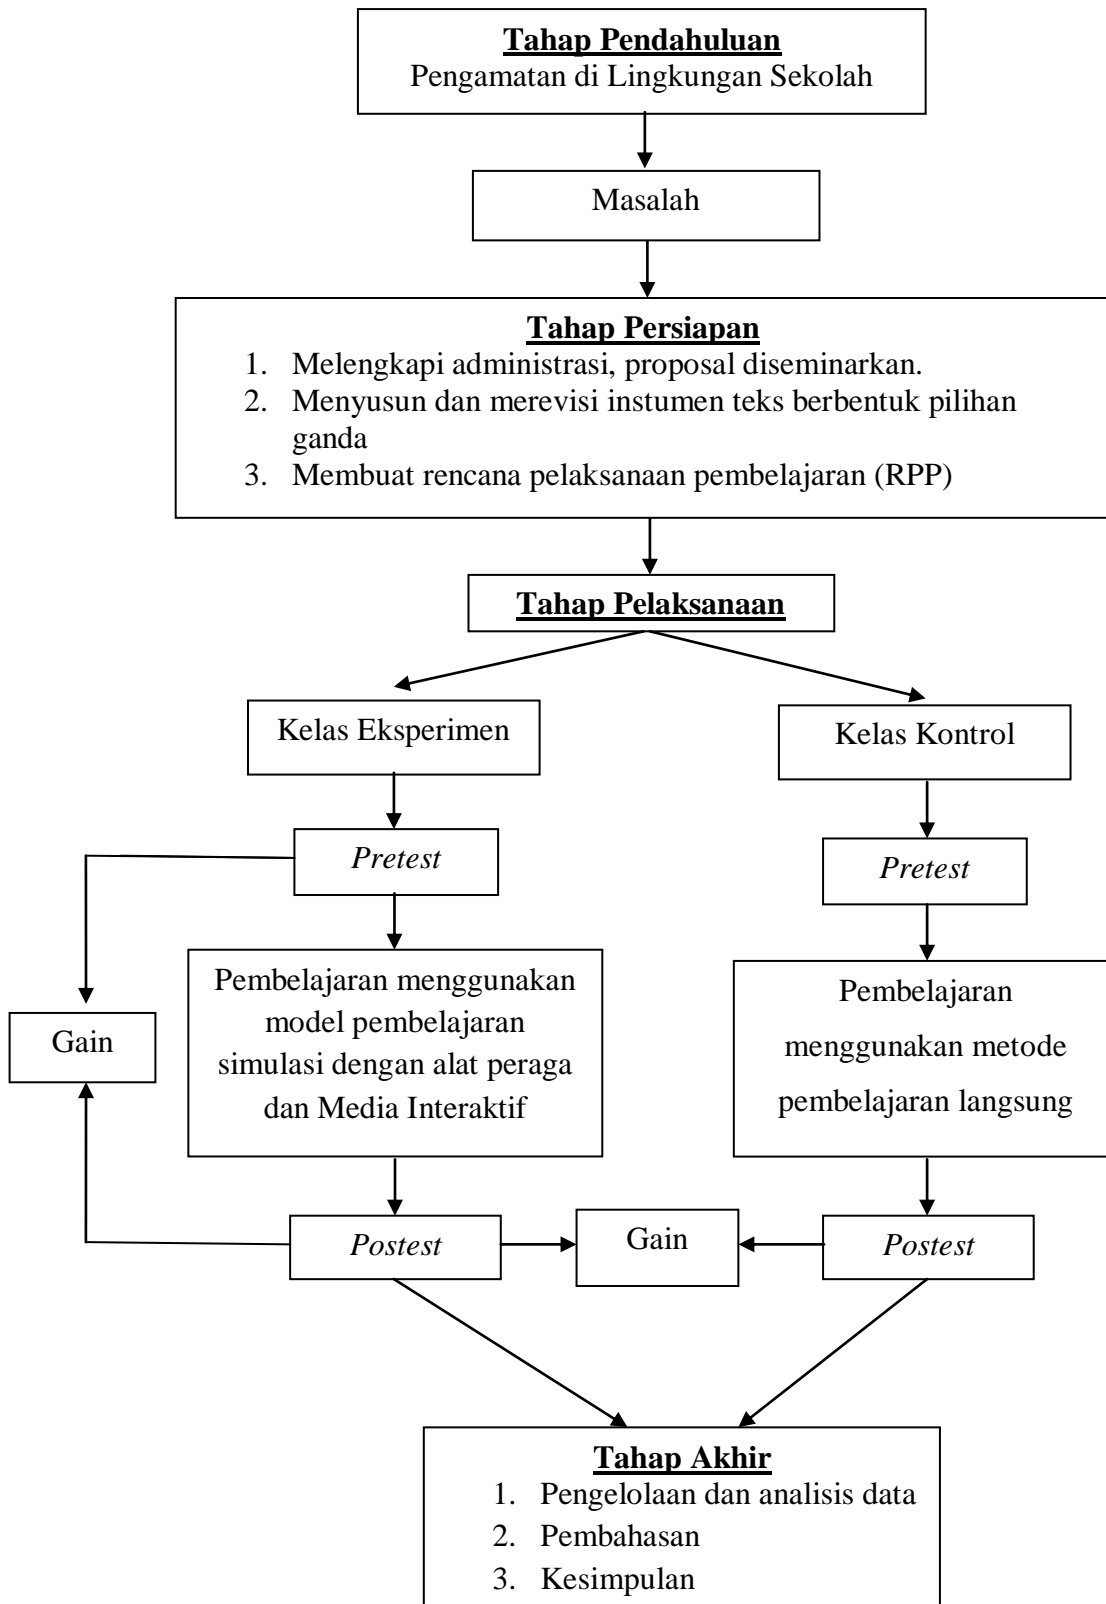 Tahap Pendahuluan
Pengamatan di Lingkungan Sekolah
Masalah
Tahap Persiapan
1. Melengkapi administrasi, proposal diseminarkan.
2. Menyusun dan merevisi instumen teks berbentuk pilihan
ganda
3. Membuat rencana pelaksanaan pembelajaran (RPP)
Tahap Pelaksanaan
Kelas Eksperimen
Kelas Kontrol
Pretest
Pretest
Pembelajaran menggunakan
model pembelajaran
simulasi dengan alat peraga
dan Media Interaktif
Pembelajaran
menggunakan metode
pembelajaran langsung
Gain
Postest
Gain
Postest
Tahap Akhir
1. Pengelolaan dan analisis data
2. Pembahasan
3. Kesimpulan